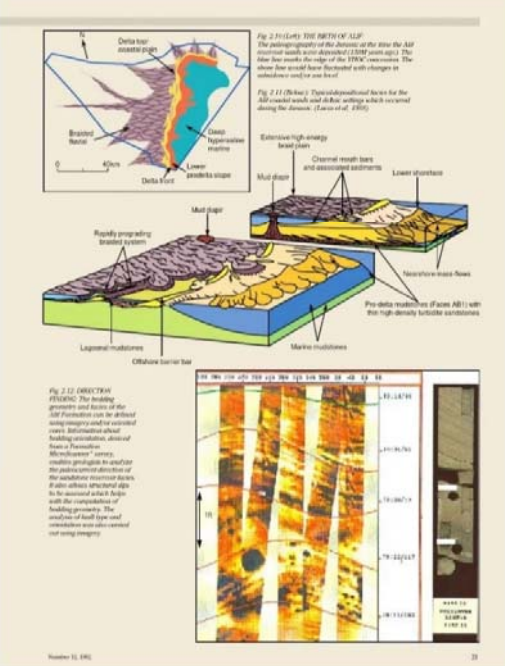 Fig 2.10 (Left): THE BIRTH OF ALIF
The paleogeography of the Jurassic at the time the Alif
reservoir sands were deposited (150M years ago). The
blue line marks the edge of the YHOC concession. The
shore line would have fluctuated with changes in
subsidence and/or sea level.
Fig. 2.11 (Below): Typical depositional facies for the
Alif coastal sands and deltaic settings which occurred
during the Jurassic.
N
Delta top/
coastal plain
Braided
fluvial
Deep
hypersaline
marine
0 40km
Lower
prodelta slope
Delta front
Extensive high-energy
braid plain
Channel mouth bars
and associated sediments
Mud diapir
Lower shoreface
Mud diapir
Rapidly prograding
braided system
Nearshore mass flows
Pro-delta mudstones (Facies AB1) with
thin high-density turbidite sandstones
Lagoonal mudstones
Marine mudstones
Offshore barrier bar
Fig. 2.12: DIRECTION
FINDING: The bedding
geometry and facies of the
Alif Formation can be defined
using imagery and/or oriented
cores. Information about
bedding orientation, derived
from a Formation
MicroScanner* survey,
enables geologists to analyze
the paleocurrent direction of
the sandstone reservoir facies.
It also allows structural dips
to be assessed which helps
with the computation of
bedding geometry. The
analysis of fault type and
orientation was also carried
out using imagery.
Number 12, 1992
21